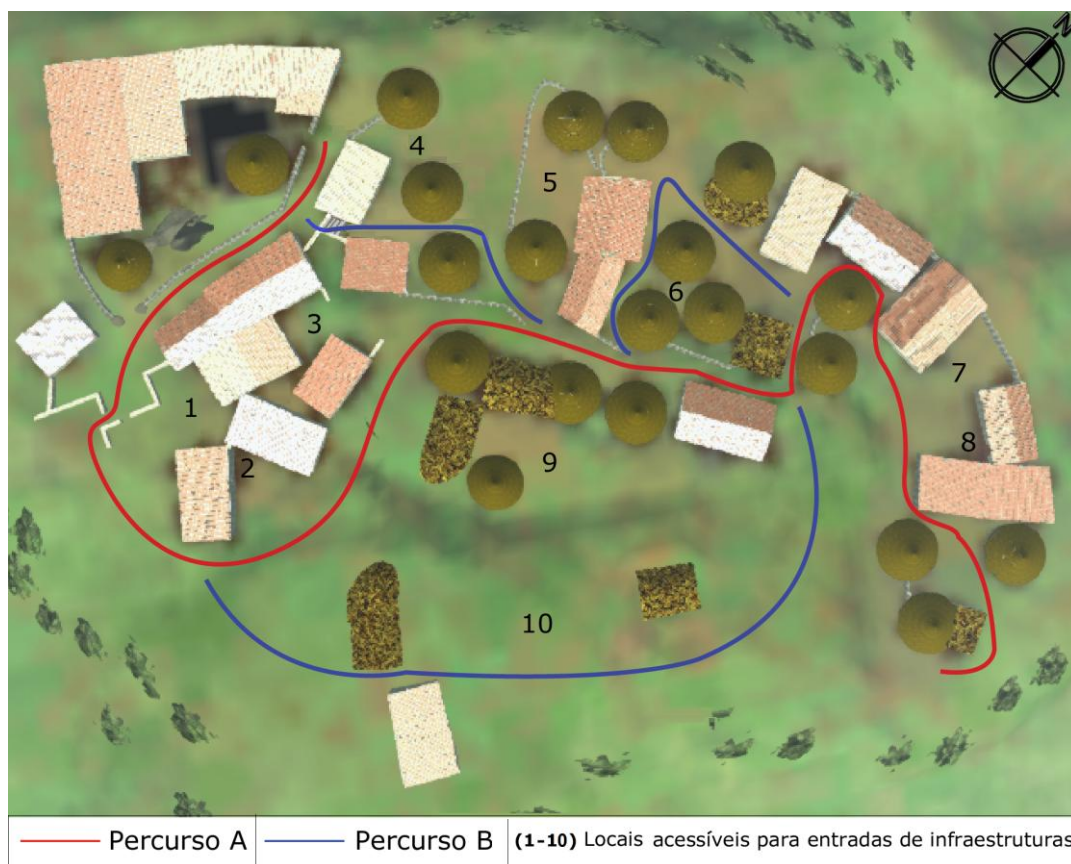 N
4
5
6
3
7
1
8
2
9
10
Percurso A
Percurso B
(1-10) Locais acessíveis para entradas de infraestruturas